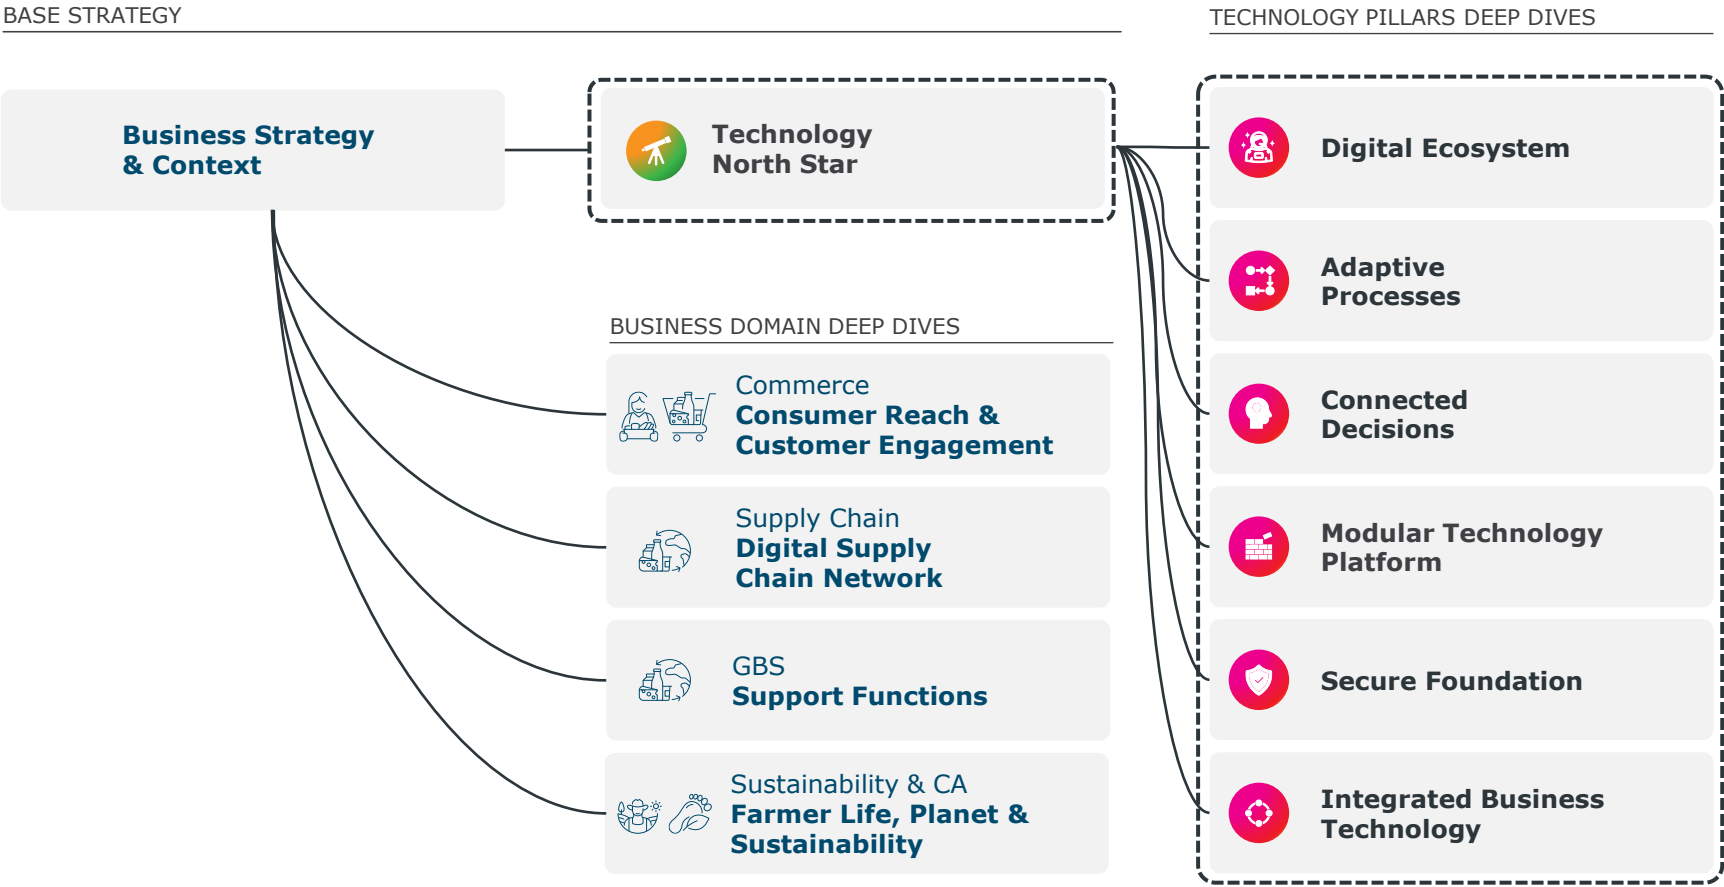 BASE STRATEGY
TECHNOLOGY PILLARS DEEP DIVES
Business Strategy
& Context
Technology
North Star
BUSINESS DOMAIN DEEP DIVES
Commerce
Consumer Reach &
Customer Engagement
Supply Chain
Digital Supply
Chain Network
GBS
Support Functions
Sustainability & CA
Farmer Life, Planet &
Sustainability
Digital Ecosystem
Adaptive
Processes
Connected
Decisions
Modular Technology
Platform
Secure Foundation
Integrated Business
Technology